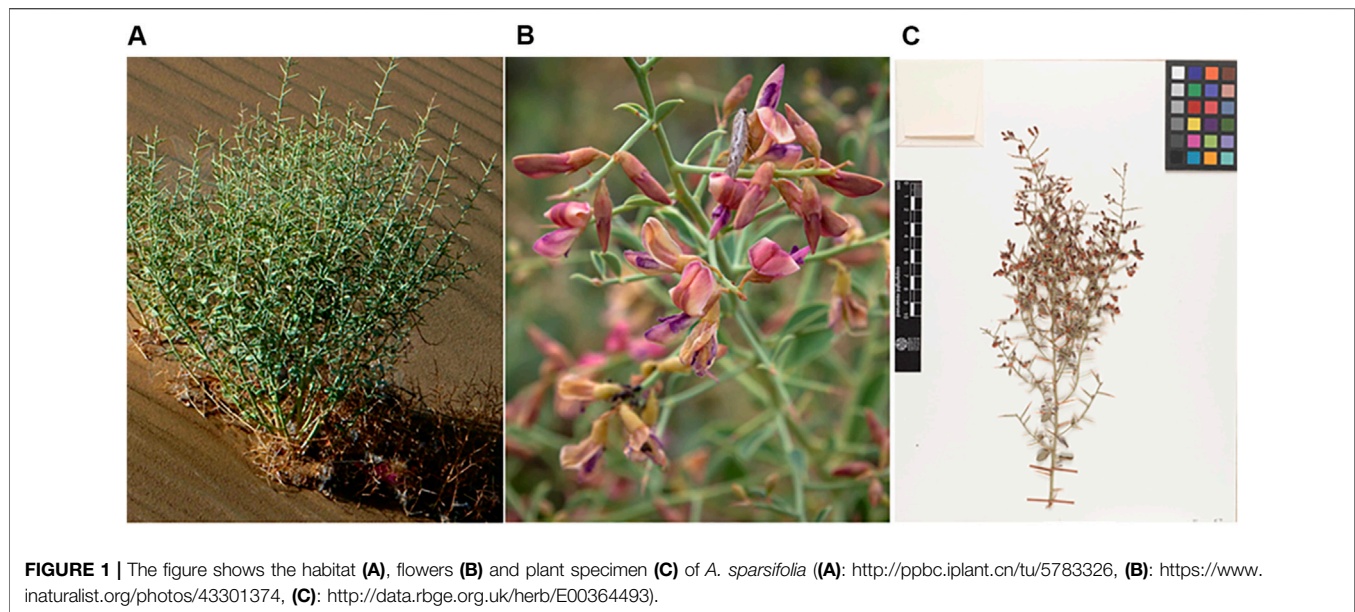 A
B
C
FIGURE 1 | The figure shows the habitat (A), flowers (B) and plant specimen (C) of A. sparsifolia ((A): http://ppbc.iplant.cn/tu/5783326, (B): https://www.
inaturalist.org/photos/43301374, (C): http://data.rbge.org.uk/herb/E00364493).